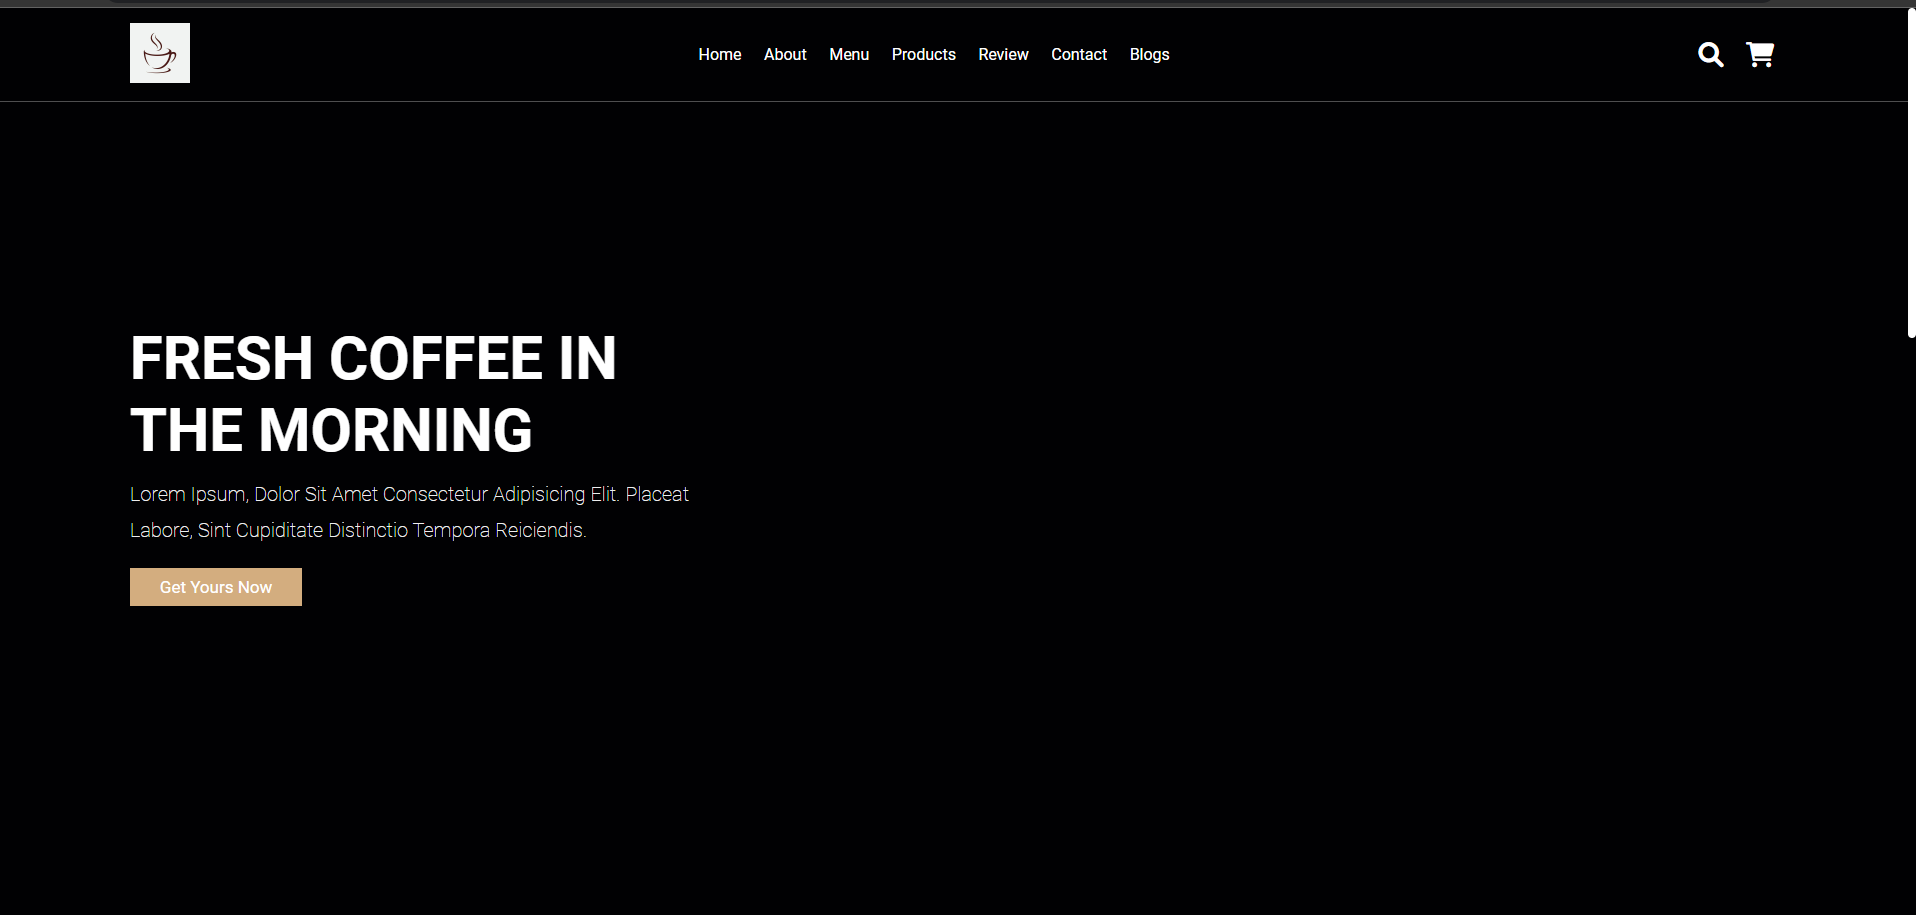 Home About Menu Products Review Contact Blogs
FRESH COFFEE IN
THE MORNING
Lorem Ipsum, Dolor Sit Amet Consectetur Adipisicing Elit. Placeat
Labore, Sint Cupiditate Distinctio Tempora Reiciendis.
Get Yours Now